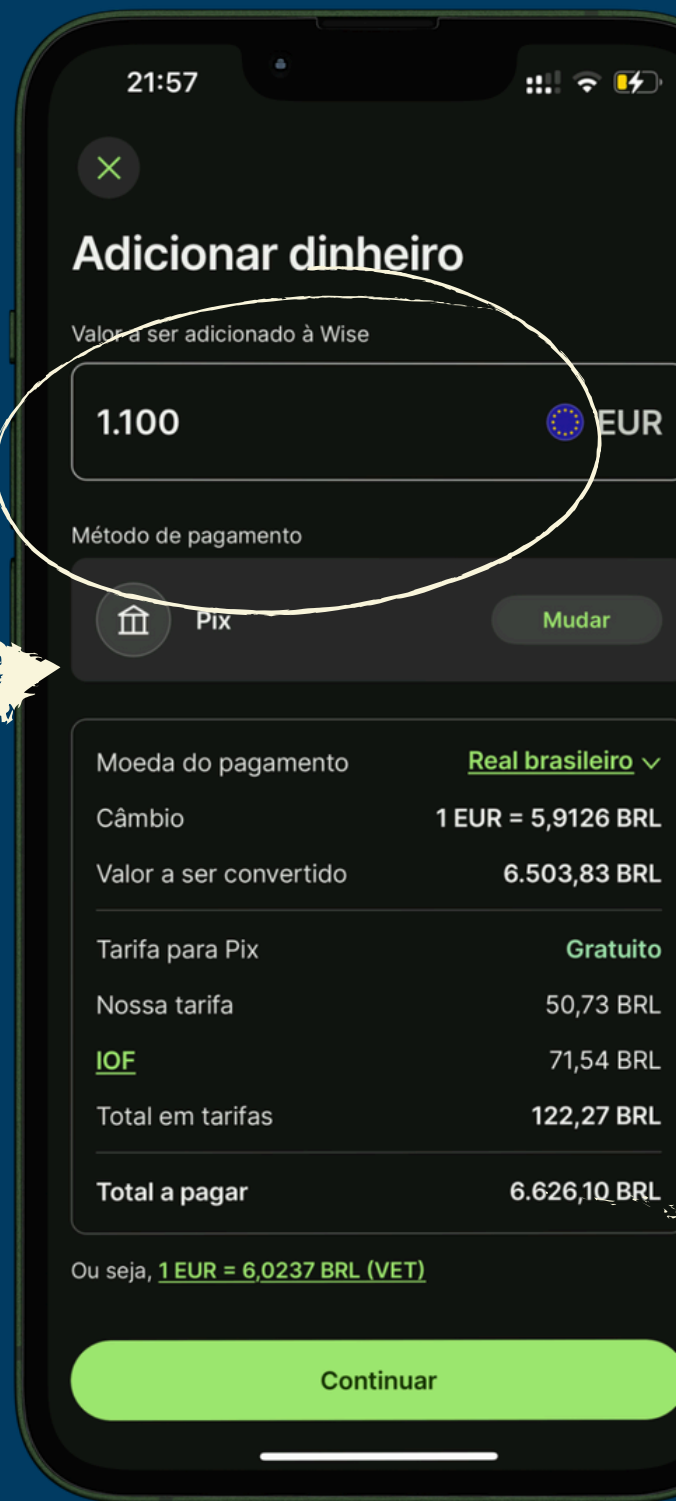 21:57
Adicionar dinheiro
Valor a ser adicionado à Wise
1.100 EUR
Método de pagamento
Pix Mudar
Moeda do pagamento Real brasileiro
Câmbio 1 EUR = 5,9126 BRL
Valor a ser convertido 6.503,83 BRL
Tarifa para Pix Gratuito
Nossa tarifa 50,73 BRL
IOF 71,54 BRL
Total em tarifas 122,27 BRL
Total a pagar 6.626,10 BRL
Ou seja, 1 EUR = 6,0237 BRL (VET)
Continuar